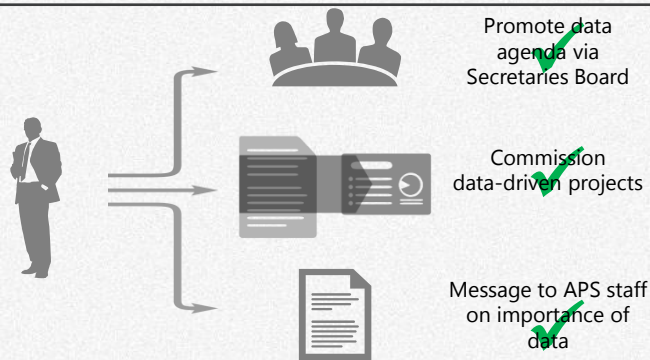 Promote data
agenda via
Secretaries Board
Commission
data-driven projects
Message to APS staff
on importance of
data